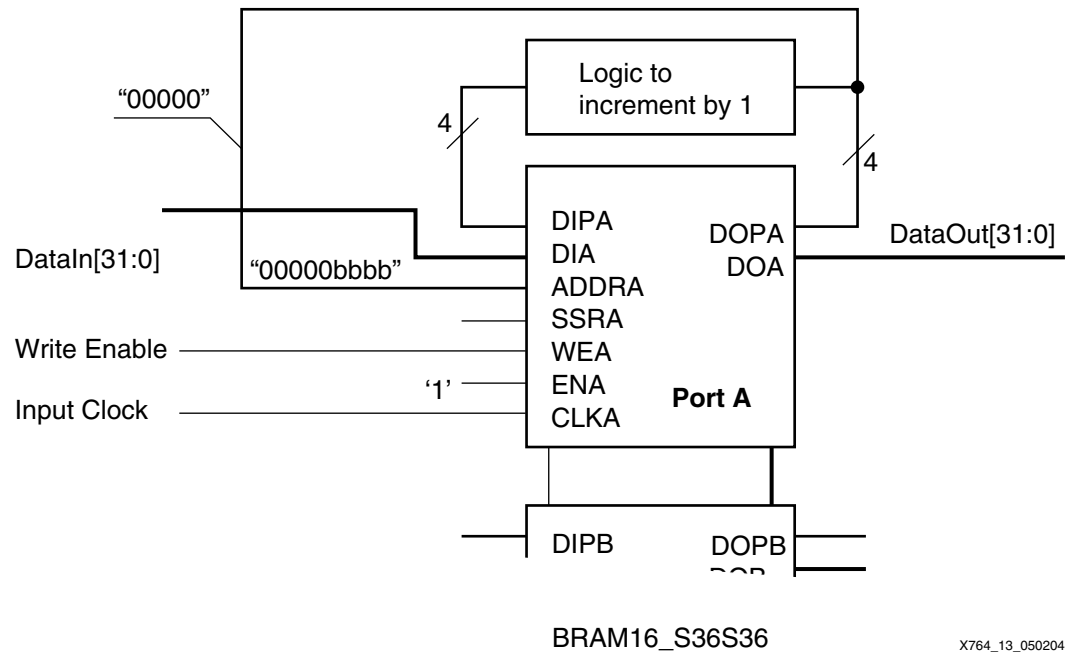 Logic to
increment by 1
“00000”
4
4
DIPA
DOPA
DataOut[31:0]
DIA
DOA
DataIn[31:0]
“00000bbbb”
ADDRA
SSRA
Write Enable
WEA
‘1’
ENA
Port A
Input Clock
CLKA
DIPB
DOPB
BRAM16_S36S36
X764_13_050204